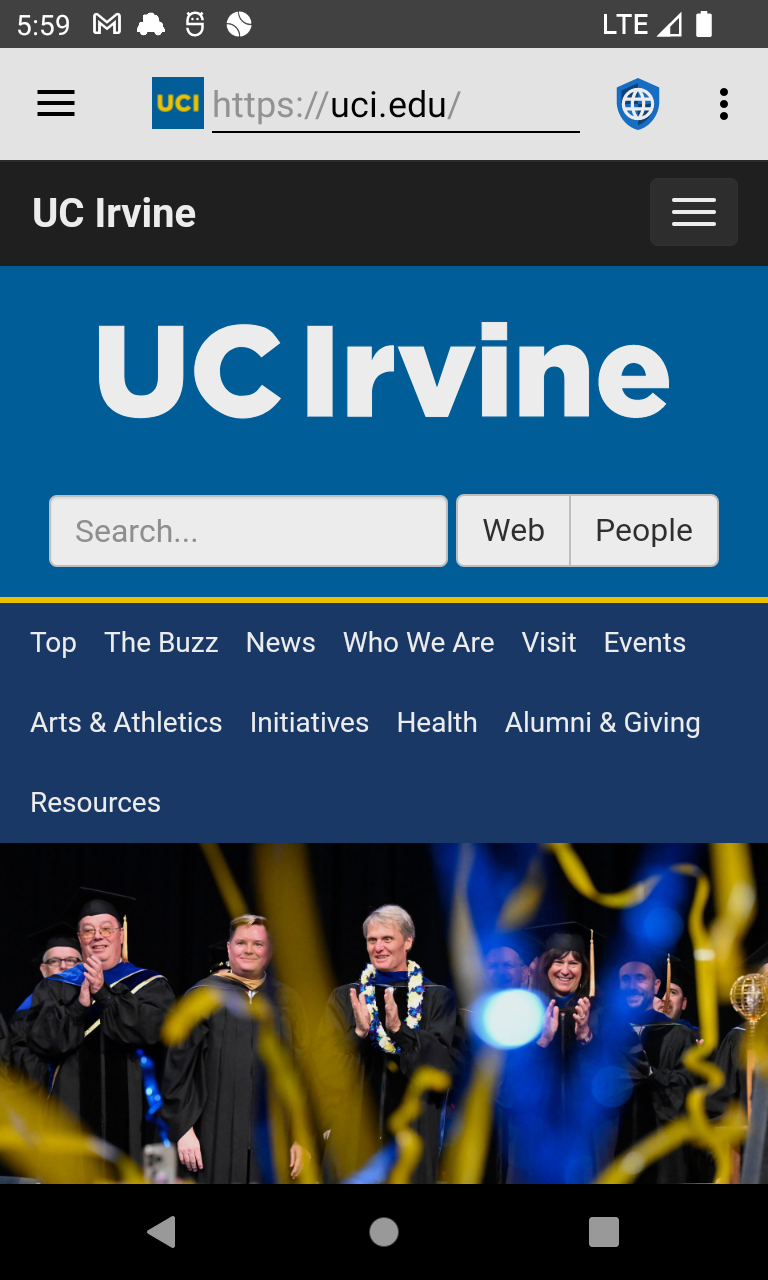 5:59 LTE
UCI https://uci.edu/
UC Irvine
UC Irvine
Search... Web People
Top The Buzz News Who We Are Visit Events
Arts & Athletics Initiatives Health Alumni & Giving
Resources